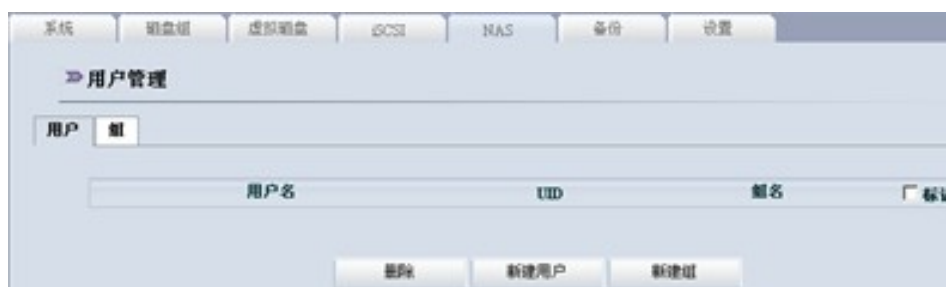 系统 磁盘组 虚拟磁盘 iSCSI NAS 备份 设置
用户管理
用户 组
用户名 UID 组名 标
删除 新建用户 新建组